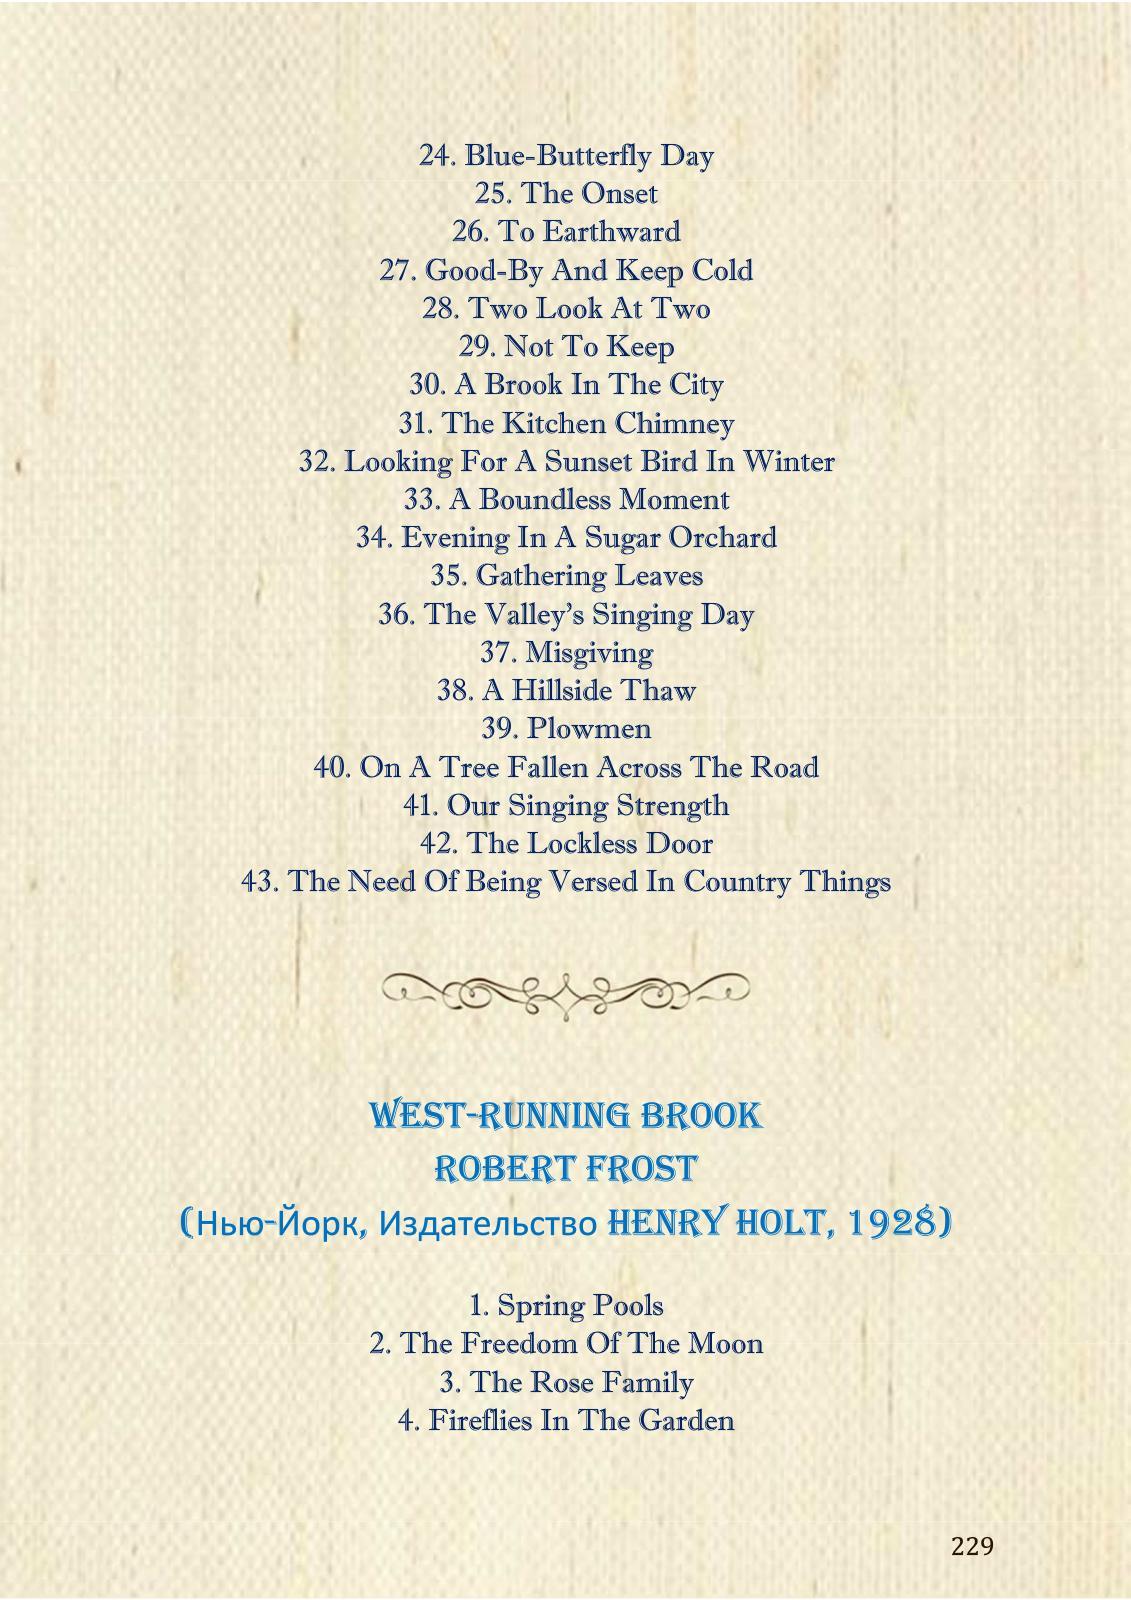 24. Blue-Butterfly Day
25. The Onset
26. To Earthward
27. Good-By And Keep Cold
28. Two Look At Two
29. Not To Keep
30. A Brook In The City
31. The Kitchen Chimney
32. Looking For A Sunset Bird In Winter
33. A Boundless Moment
34. Evening In A Sugar Orchard
35. Gathering Leaves
36. The Valley’s Singing Day
37. Misgiving
38. A Hillside Thaw
39. Plowmen
40. On A Tree Fallen Across The Road
41. Our Singing Strength
42. The Lockless Door
43. The Need Of Being Versed In Country Things
WEST-RUNNING BROOK
ROBERT FROST
(Нью-Йорк, Издательство HENRY HOLT, 1928)
1. Spring Pools
2. The Freedom Of The Moon
3. The Rose Family
4. Fireflies In The Garden
229